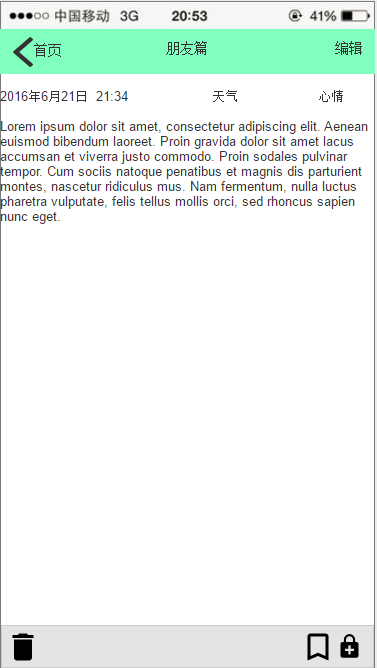 中国移动 3G 20:53 41%
首页 朋友篇 编辑
2016年6月21日 21:34 天气 心情
Lorem ipsum dolor sit amet, consectetur adipiscing elit. Aenean
euismod bibendum laoreet. Proin gravida dolor sit amet lacus
accumsan et viverra justo commodo. Proin sodales pulvinar
tempor. Cum sociis natoque penatibus et magnis dis parturient
montes, nascetur ridiculus mus. Nam fermentum, nulla luctus
pharetra vulputate, felis tellus mollis orci, sed rhoncus sapien
nunc eget.